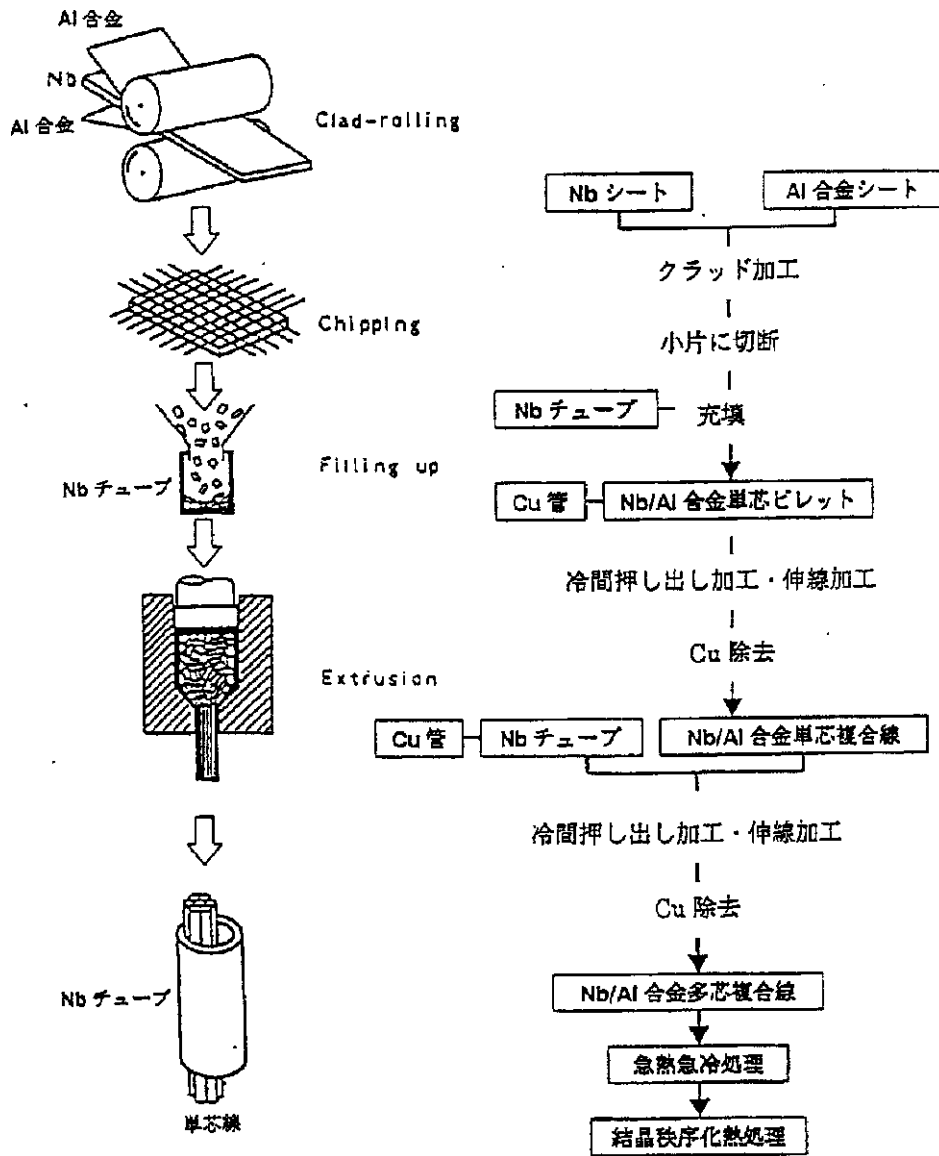 Al 合金
Nb
Al 合金
Clad-rolling
Chipping
Nb チューブ
Filling up
Extrusion
Nb チューブ
単芯線
Nb シート
Al 合金シート
クラッド加工
小片に切断
Nb チューブ
充填
Cu 管
Nb/Al 合金単芯ビレット
冷間押し出し加工・伸線加工
Cu 除去
Cu 管
Nb チューブ
Nb/Al 合金単芯複合線
冷間押し出し加工・伸線加工
Cu 除去
Nb/Al 合金多芯複合線
急熱急冷処理
結晶秩序化熱処理